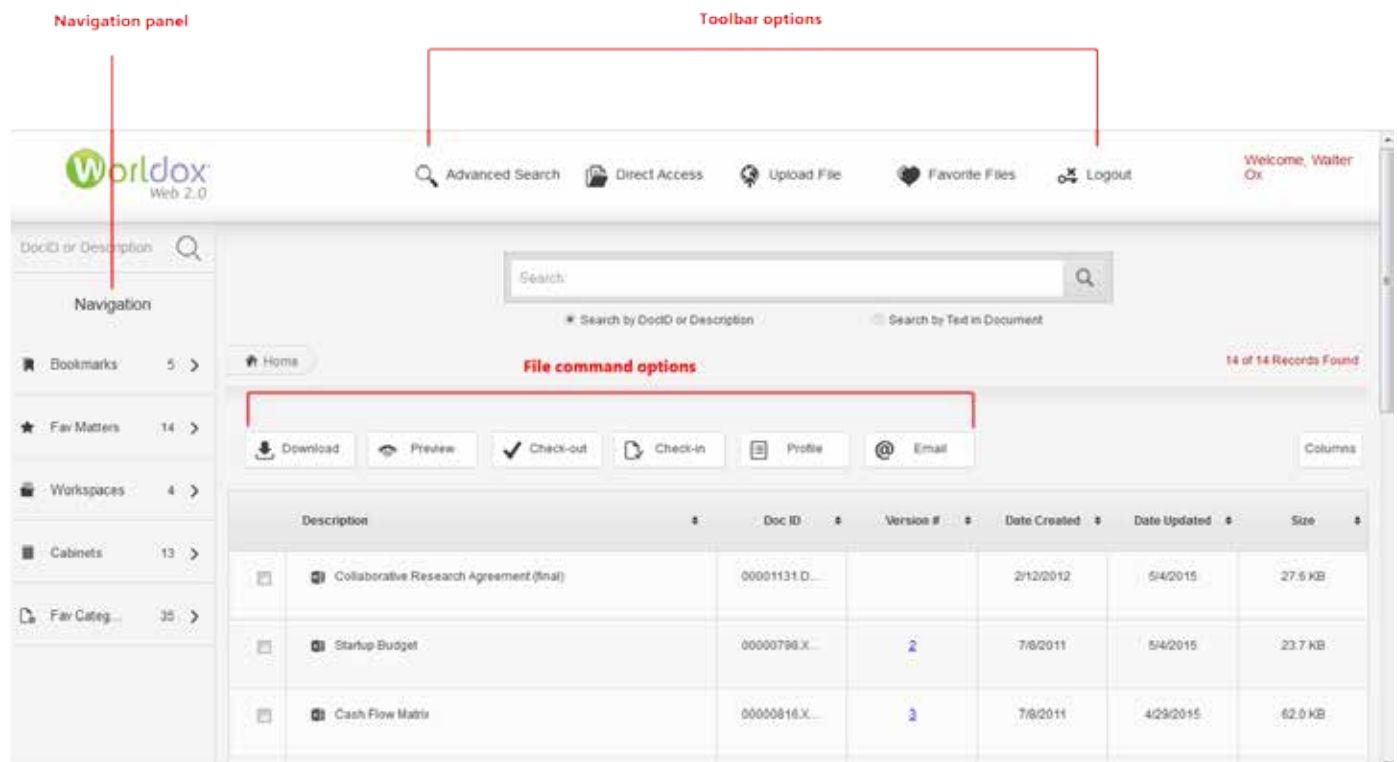 Navigation panel
Toolbar options
Worldox
Web 2.0
Advanced Search
Direct Access
Upload File
Favorite Files
Logout
Welcome, Walter
Ox
DocID or Description
Search:
Search by DocID or Description
Search by Text in Document
Navigation
Bookmarks 5
Fav Matters 14
Workspaces 4
Cabinets 13
Fav Categ... 35
Home
File command options
14 of 14 Records Found
Download
Preview
Check-out
Check-in
Profile
@ Email
Columns
Description Doc ID Version # Date Created Date Updated Size
Collaborative Research Agreement (final) 00001131.D... 2/12/2012 5/4/2015 27.6 KB
Startup Budget 00000798.X... 2 7/8/2011 5/4/2015 23.7 KB
Cash Flow Matrix 00000816.X... 3 7/8/2011 4/29/2015 62.0 KB